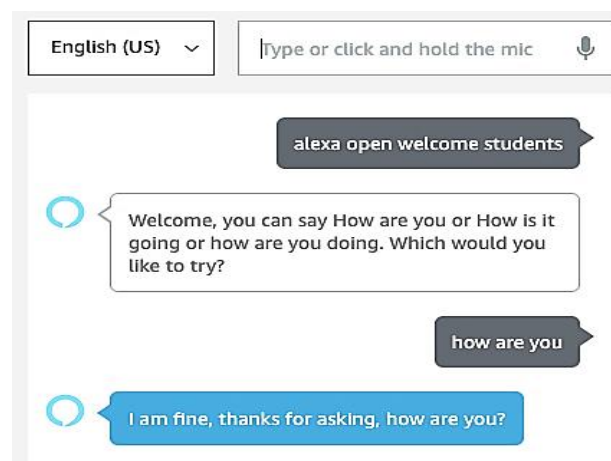 English (US)
Type or click and hold the mic
alexa open welcome students
Welcome, you can say How are you or How is it
going or how are you doing. Which would you
like to try?
how are you
I am fine, thanks for asking, how are you?